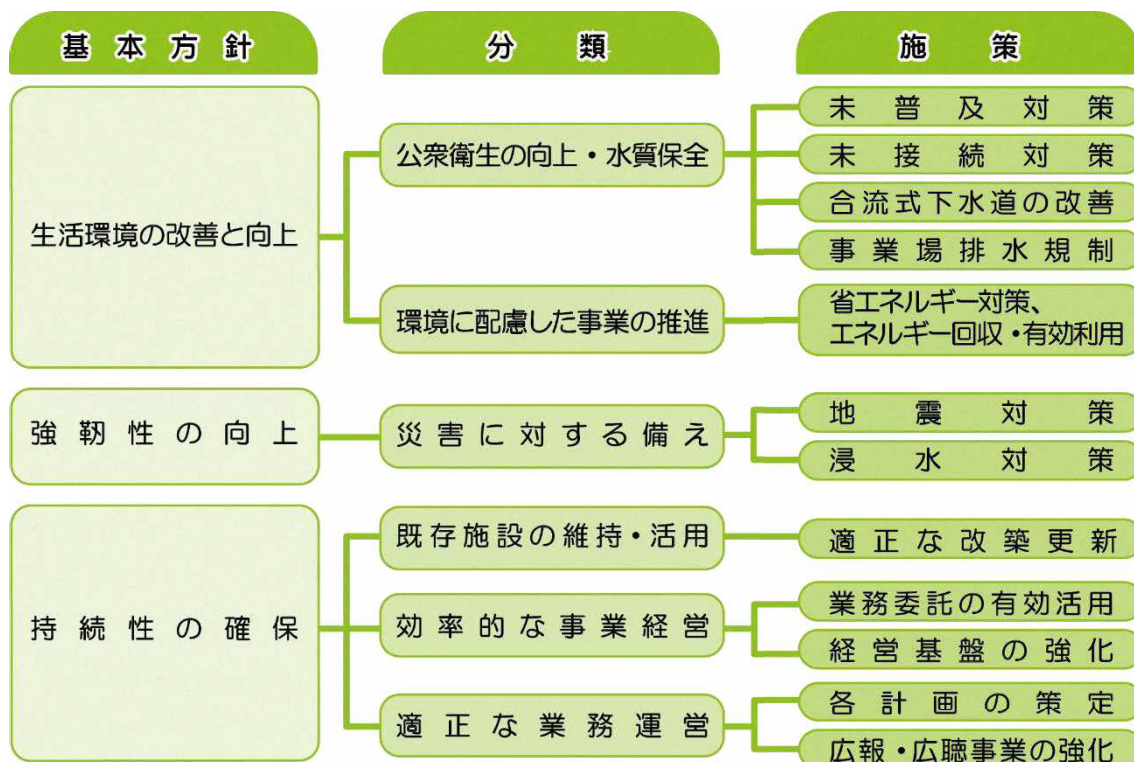 基本方針
分類
施策
生活環境の改善と向上
公衆衛生の向上・水質保全
未普及対策
未接続対策
合流式下水道の改善
事業場排水規制
環境に配慮した事業の推進
省エネルギー対策、
エネルギー回収・有効利用
強靭性の向上
災害に対する備え
地震対策
浸水対策
持続性の確保
既存施設の維持・活用
適正な改築更新
効率的な事業経営
業務委託の有効活用
経営基盤の強化
適正な業務運営
各計画の策定
広報・広聴事業の強化